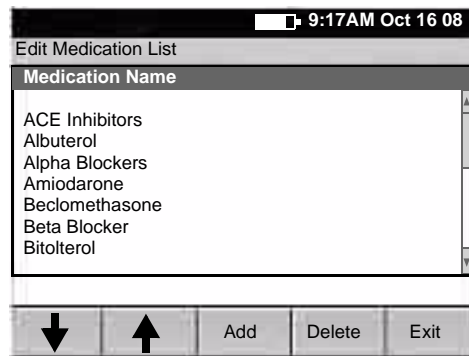 9:17AM Oct 16 08
Edit Medication List
Medication Name
ACE Inhibitors
Albuterol
Alpha Blockers
Amiodarone
Beclomethasone
Beta Blocker
Bitolterol
Add Delete Exit